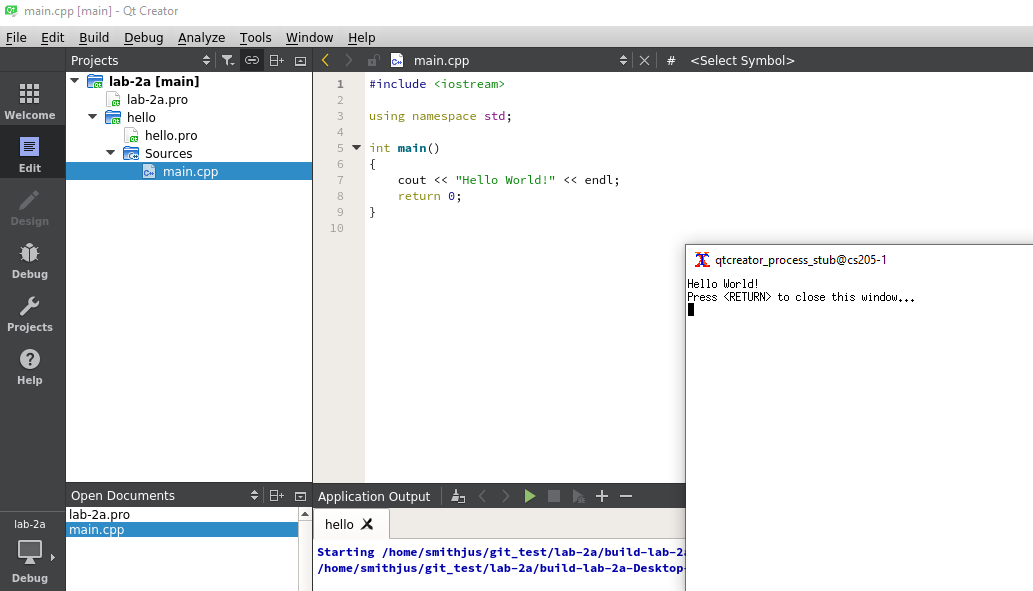 main.cpp [main] - Qt Creator
File Edit Build Debug Analyze Tools Window Help
Projects
main.cpp
# <Select Symbol>
Welcome
Edit
Design
Debug
Projects
Help
lab-2a [main]
lab-2a.pro
hello
hello.pro
Sources
main.cpp
1 #include <iostream>
2
3 using namespace std;
4
5 int main()
6 {
7 cout << "Hello World!" << endl;
8 return 0;
9 }
10
qtcreator_process_stub@cs205-1
Hello World!
Press <RETURN> to close this window...
Open Documents
lab-2a.pro
main.cpp
lab-2a
Debug
Application Output
hello
Starting /home/smithjus/git_test/lab-2a/build-lab-2a
/home/smithjus/git_test/lab-2a/build-lab-2a-Desktop-